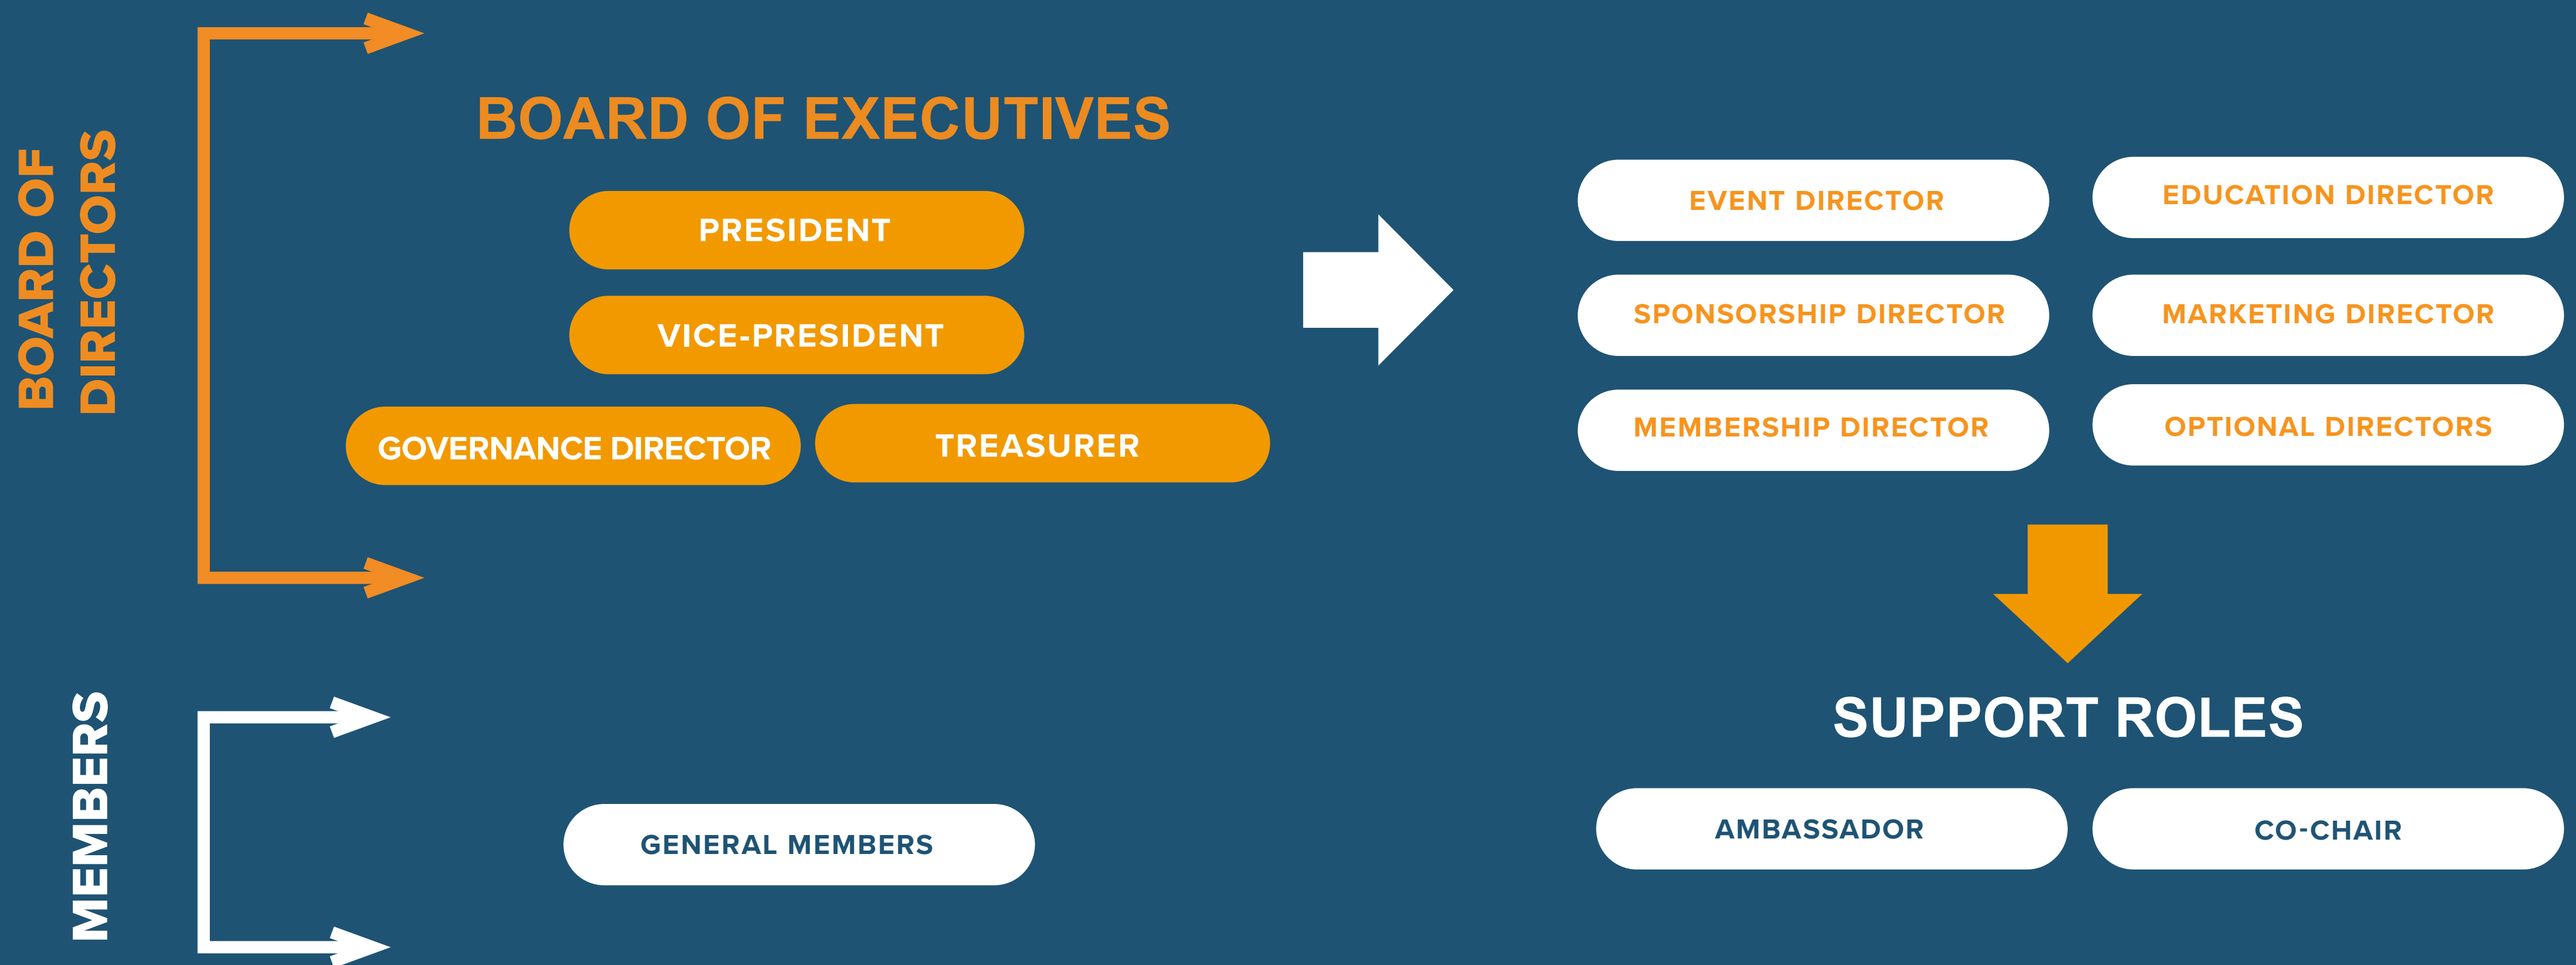 BOARD OF
DIRECTORS
BOARD OF EXECUTIVES
PRESIDENT
VICE-PRESIDENT
GOVERNANCE DIRECTOR
TREASURER
EVENT DIRECTOR
EDUCATION DIRECTOR
SPONSORSHIP DIRECTOR
MARKETING DIRECTOR
MEMBERSHIP DIRECTOR
OPTIONAL DIRECTORS
MEMBERS
GENERAL MEMBERS
SUPPORT ROLES
AMBASSADOR
CO-CHAIR